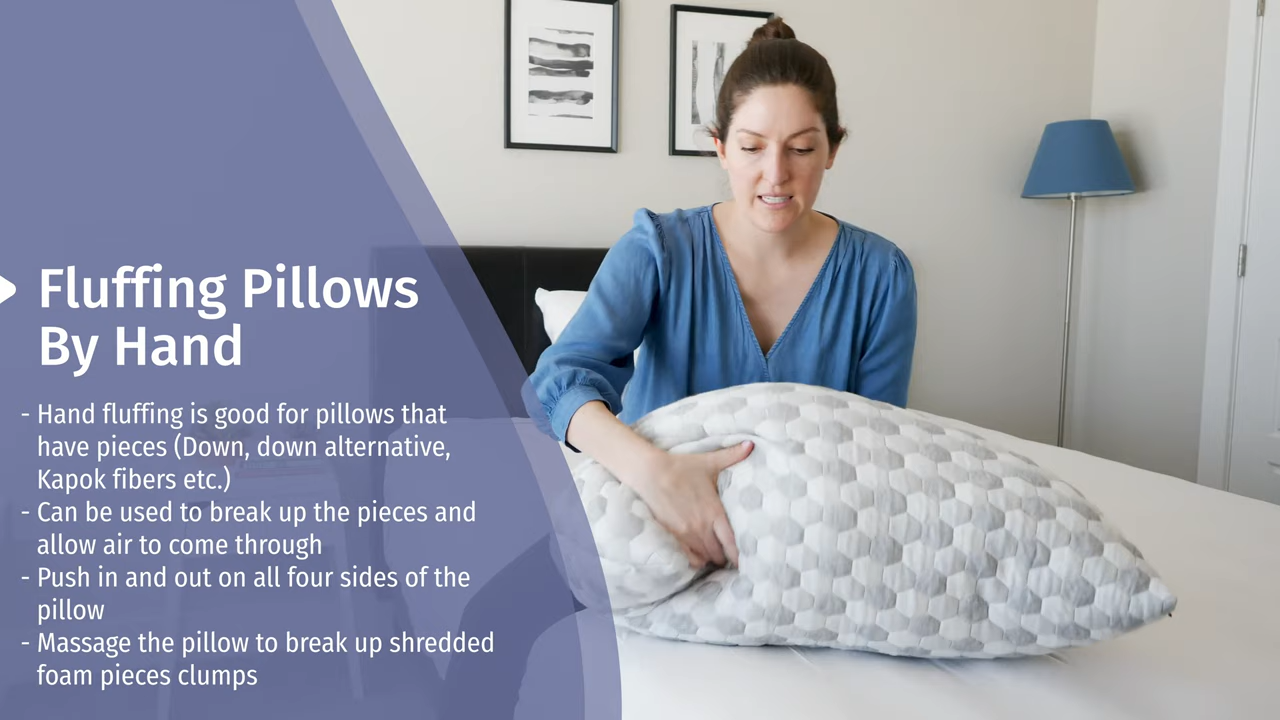 Fluffing Pillows
By Hand
- Hand fluffing is good for pillows that
have pieces (Down, down alternative,
Kapok fibers etc.)
- Can be used to break up the pieces and
allow air to come through
- Push in and out on all four sides of the
pillow
- Massage the pillow to break up shredded
foam pieces clumps